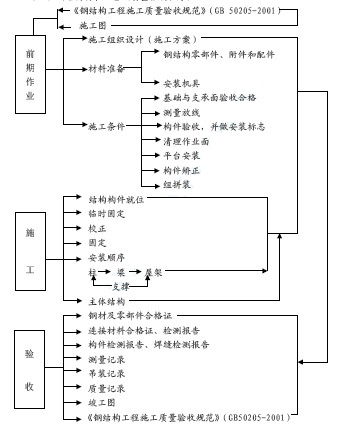 《钢结构工程施工质量验收规范》(GB 50205-2001)
施工图
前期作业
施工组织设计(施工方案)
材料准备
钢结构零部件、附件和配件
安装机具
施工条件
基础与支承面验收合格
测量放线
构件验收，并做安装标志
清理作业面
平台安装
构件矫正
组拼装
施工
结构构件就位
临时固定
校正
固定
安装顺序
柱 梁 屋架
支撑
主体结构
验收
钢材及零部件合格证
连接材料合格证、检测报告
构件检测报告、焊缝检测报告
测量记录
吊装记录
质量记录
竣工图
《钢结构工程施工质量验收规范》(GB50205-2001)